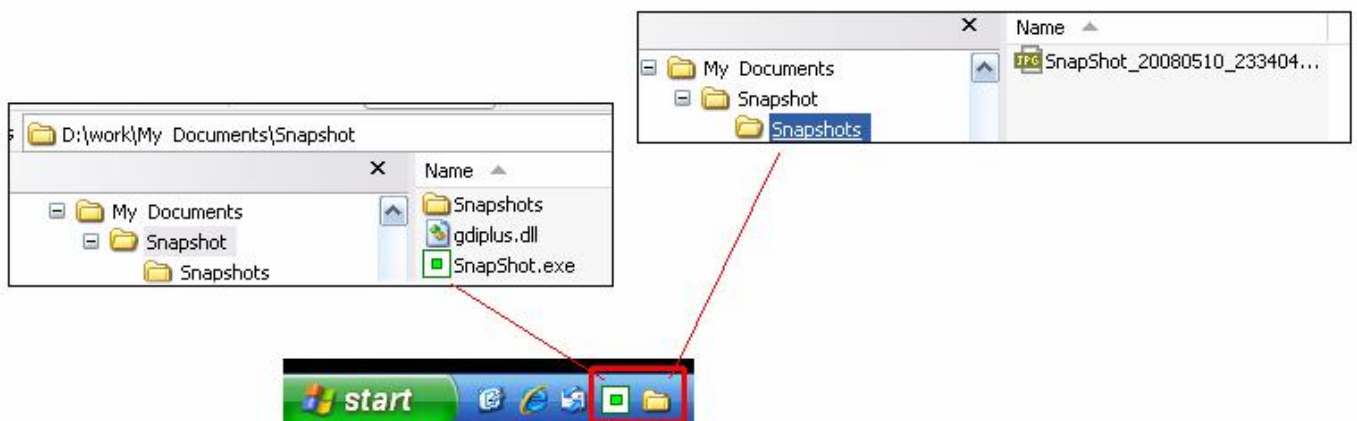 Name
My Documents
SnapShot_20080510_233404...
Snapshot
Snapshots
D:\work\My Documents\Snapshot
Name
My Documents
Snapshots
gdiplus.dll
Snapshot
Snapshots
SnapShot.exe
start